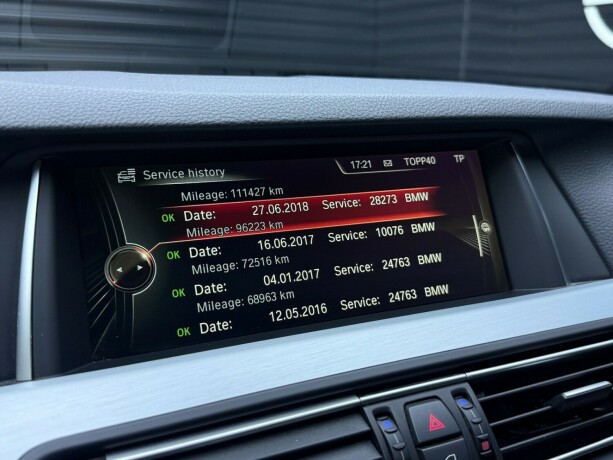 Service history 17:21 TOPP40 TP
Mileage: 111427 km
OK Date: 27.06.2018 Service: 28273 BMW
Mileage: 96223 km
OK Date: 16.06.2017 Service: 10076 BMW
Mileage: 72516 km
OK Date: 04.01.2017 Service: 24763 BMW
Mileage: 68963 km
OK Date: 12.05.2016 Service: 24763 BMW